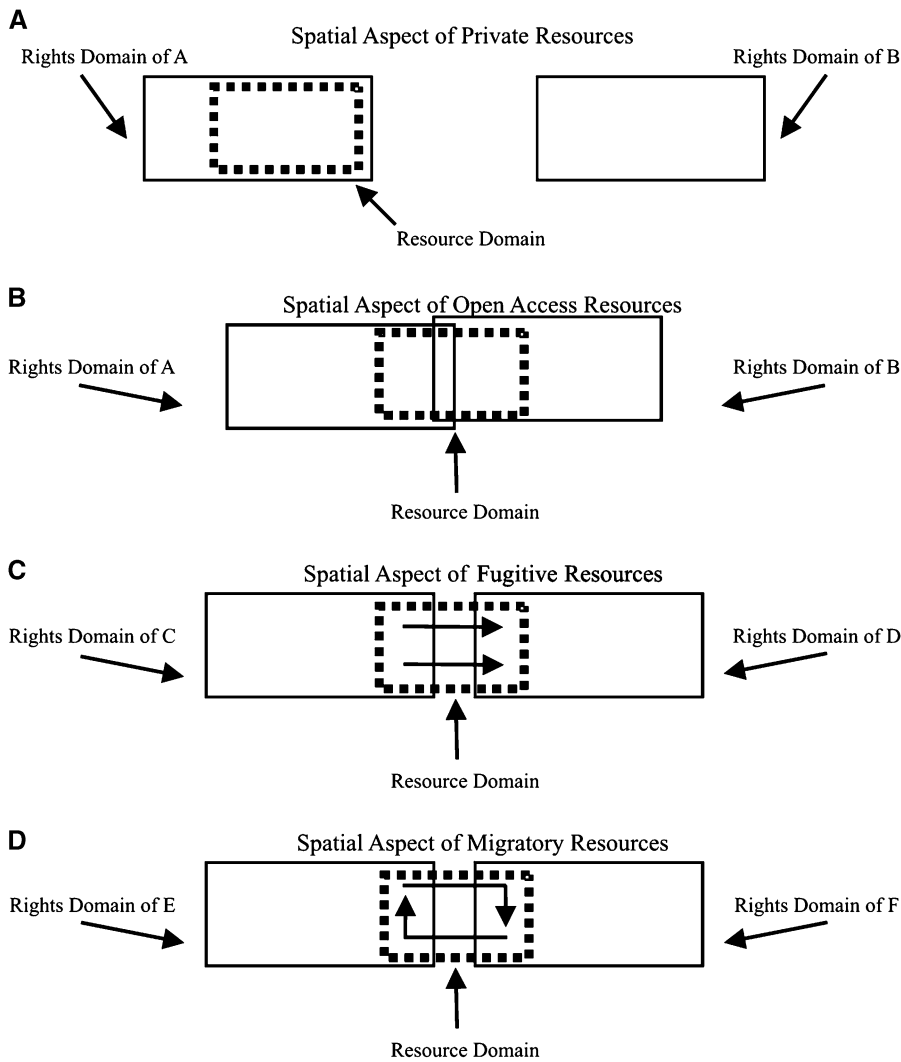 A
Spatial Aspect of Private Resources
Rights Domain of A
Rights Domain of B
Resource Domain
B
Spatial Aspect of Open Access Resources
Rights Domain of A
Rights Domain of B
Resource Domain
C
Spatial Aspect of Fugitive Resources
Rights Domain of C
Rights Domain of D
Resource Domain
D
Spatial Aspect of Migratory Resources
Rights Domain of E
Rights Domain of F
Resource Domain